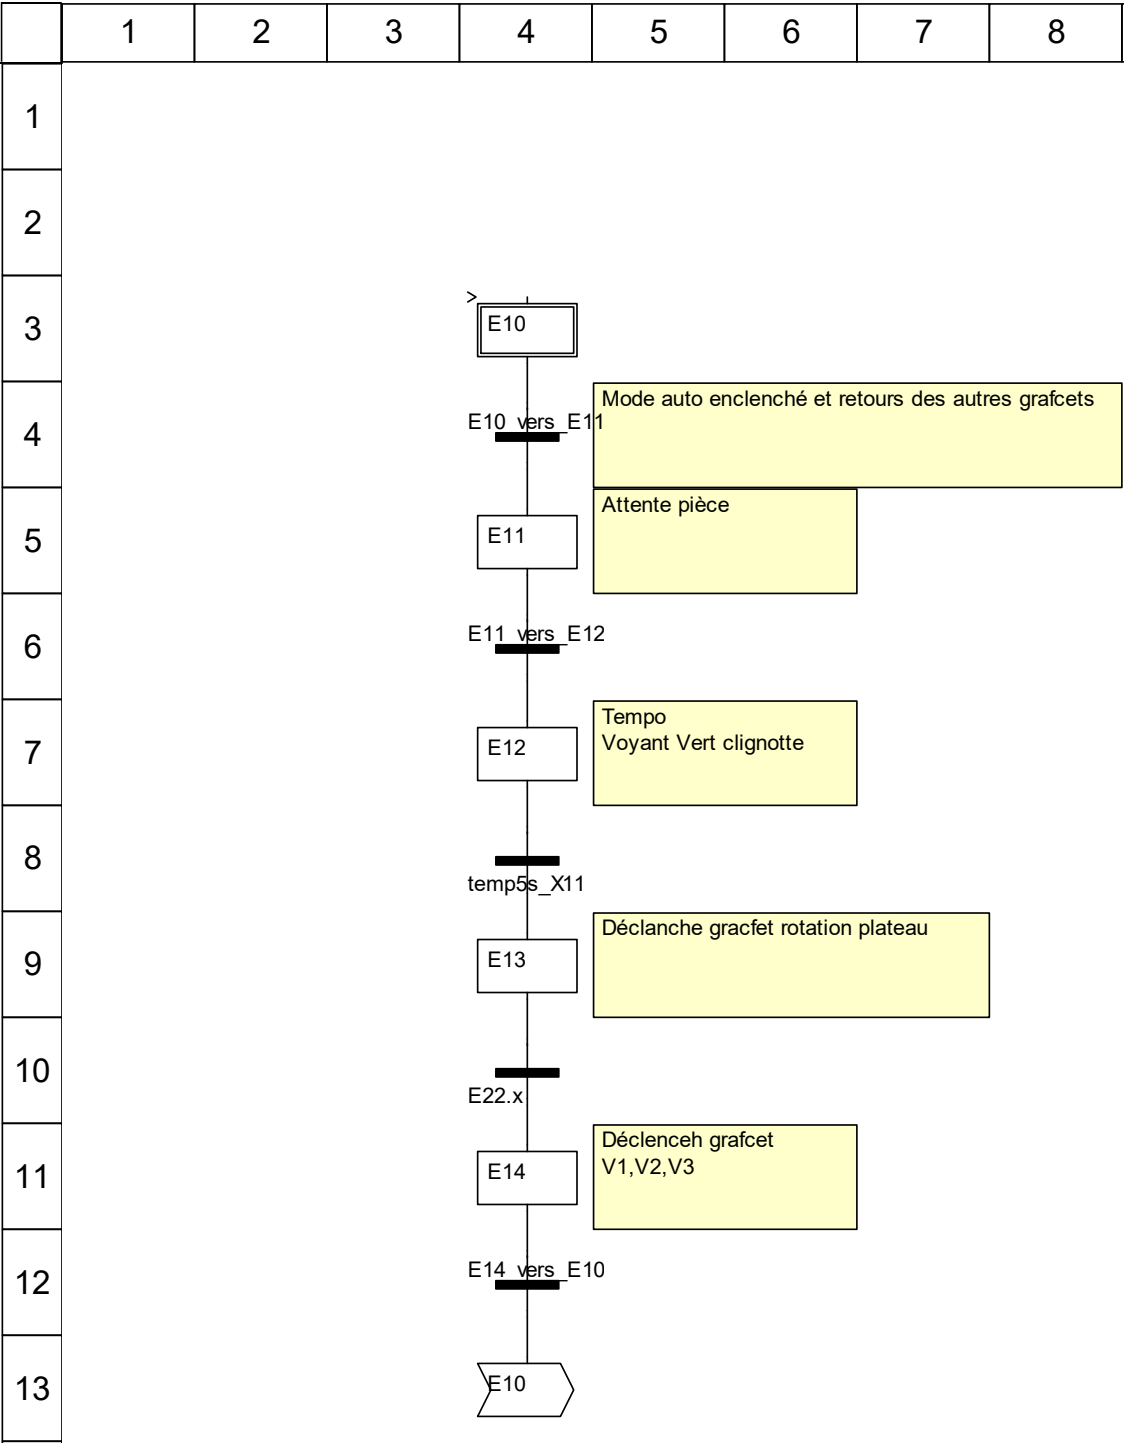 1 2 3 4 5 6 7 8
1
2
3
>
E10
Mode auto enclenché et retours des autres grafcets
4
E10_vers_E11
Attente pièce
5
E11
6
E11_vers_E12
Tempo
Voyant Vert clignotte
7
E12
8
temp5s_X11
Déclanche gracfet rotation plateau
9
E13
10
E22.x
Déclenceh grafcet
V1,V2,V3
11
E14
12
E14_vers_E10
13
E10